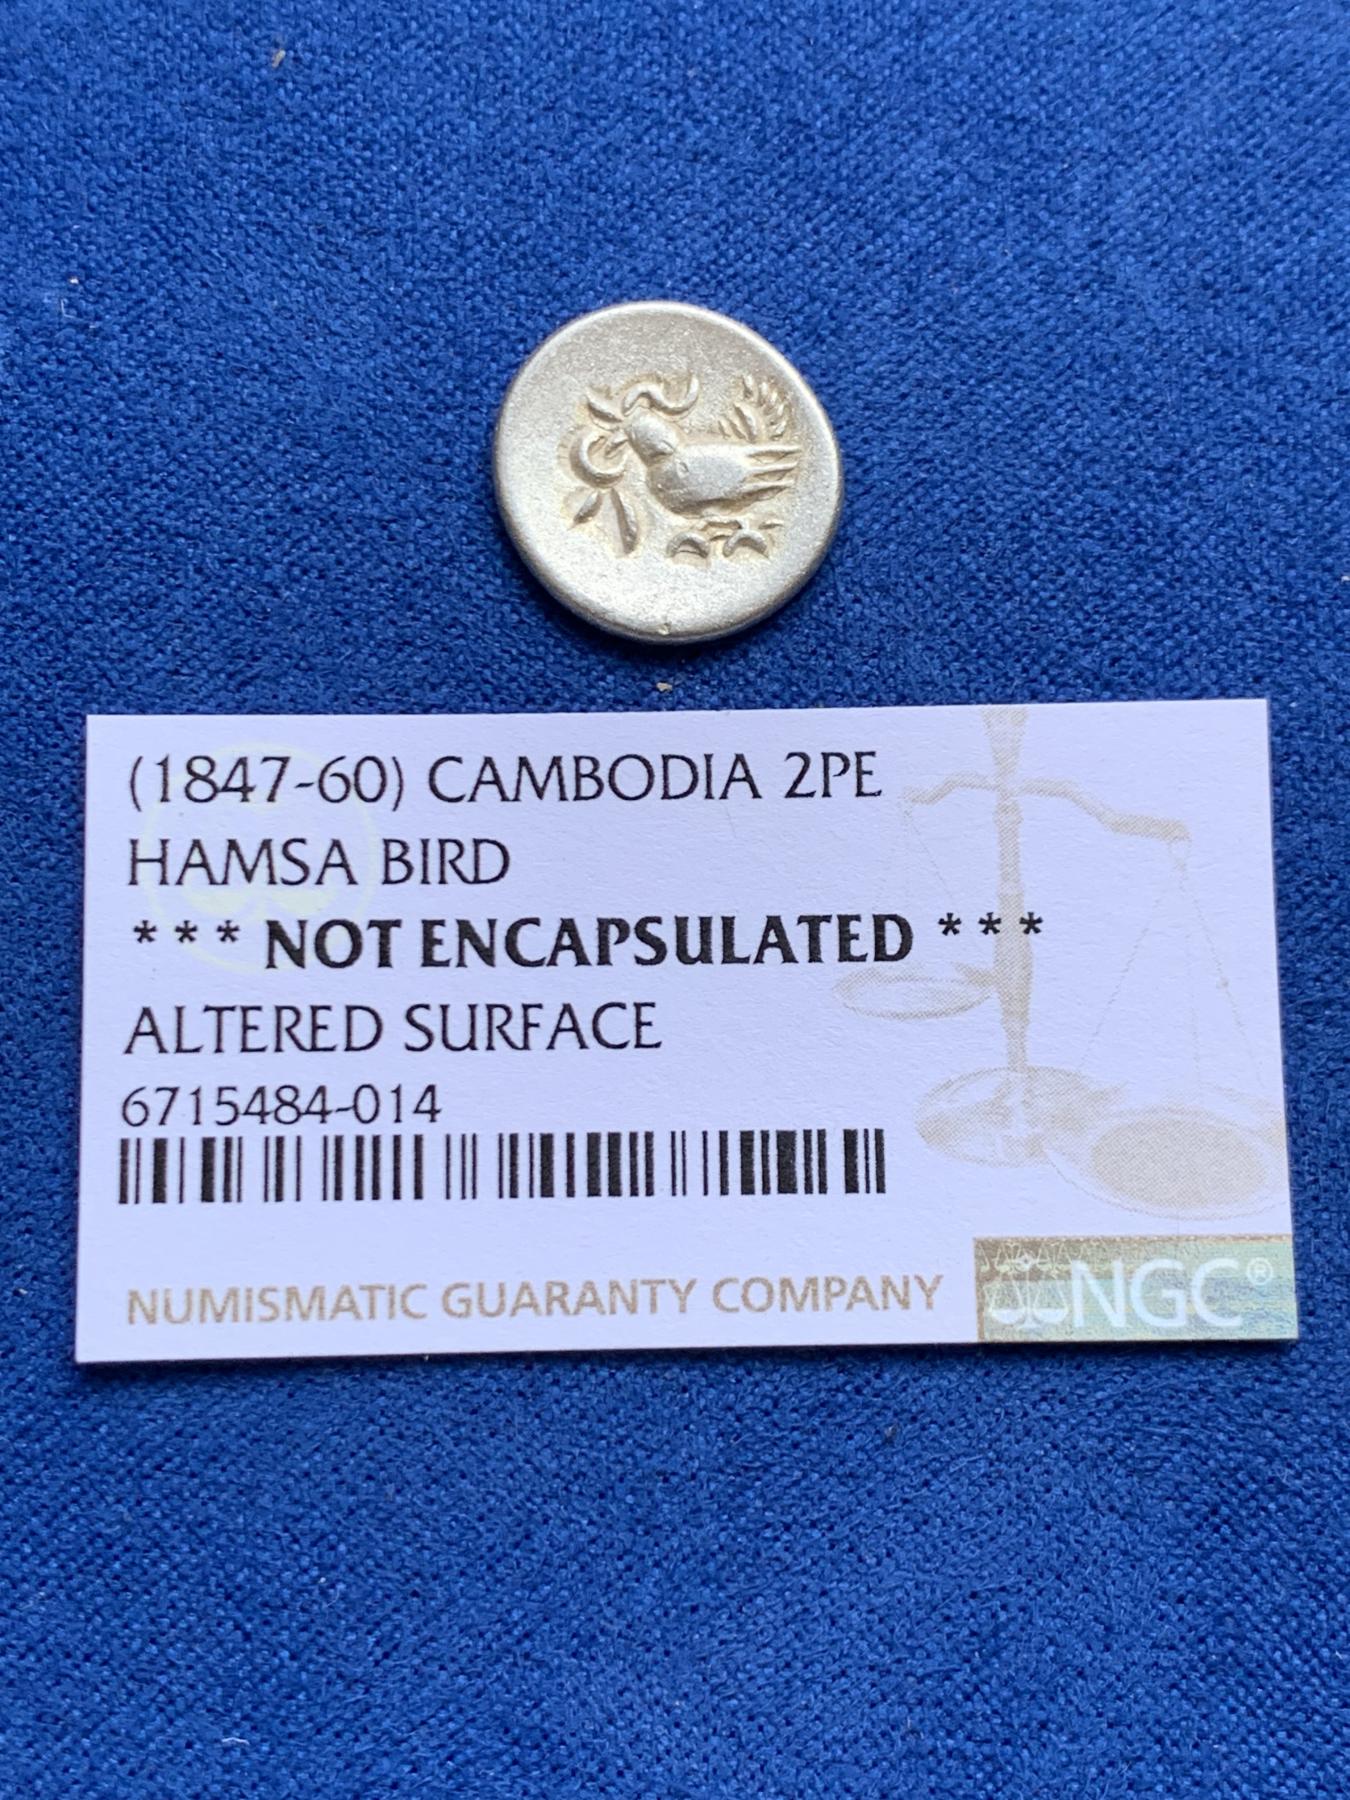 (1847-60) CAMBODIA 2PE
HAMSA BIRD
* * * NOT ENCAPSULATED * * *
ALTERED SURFACE
6715484-014
NUMISMATIC GUARANTY COMPANY
NGC®